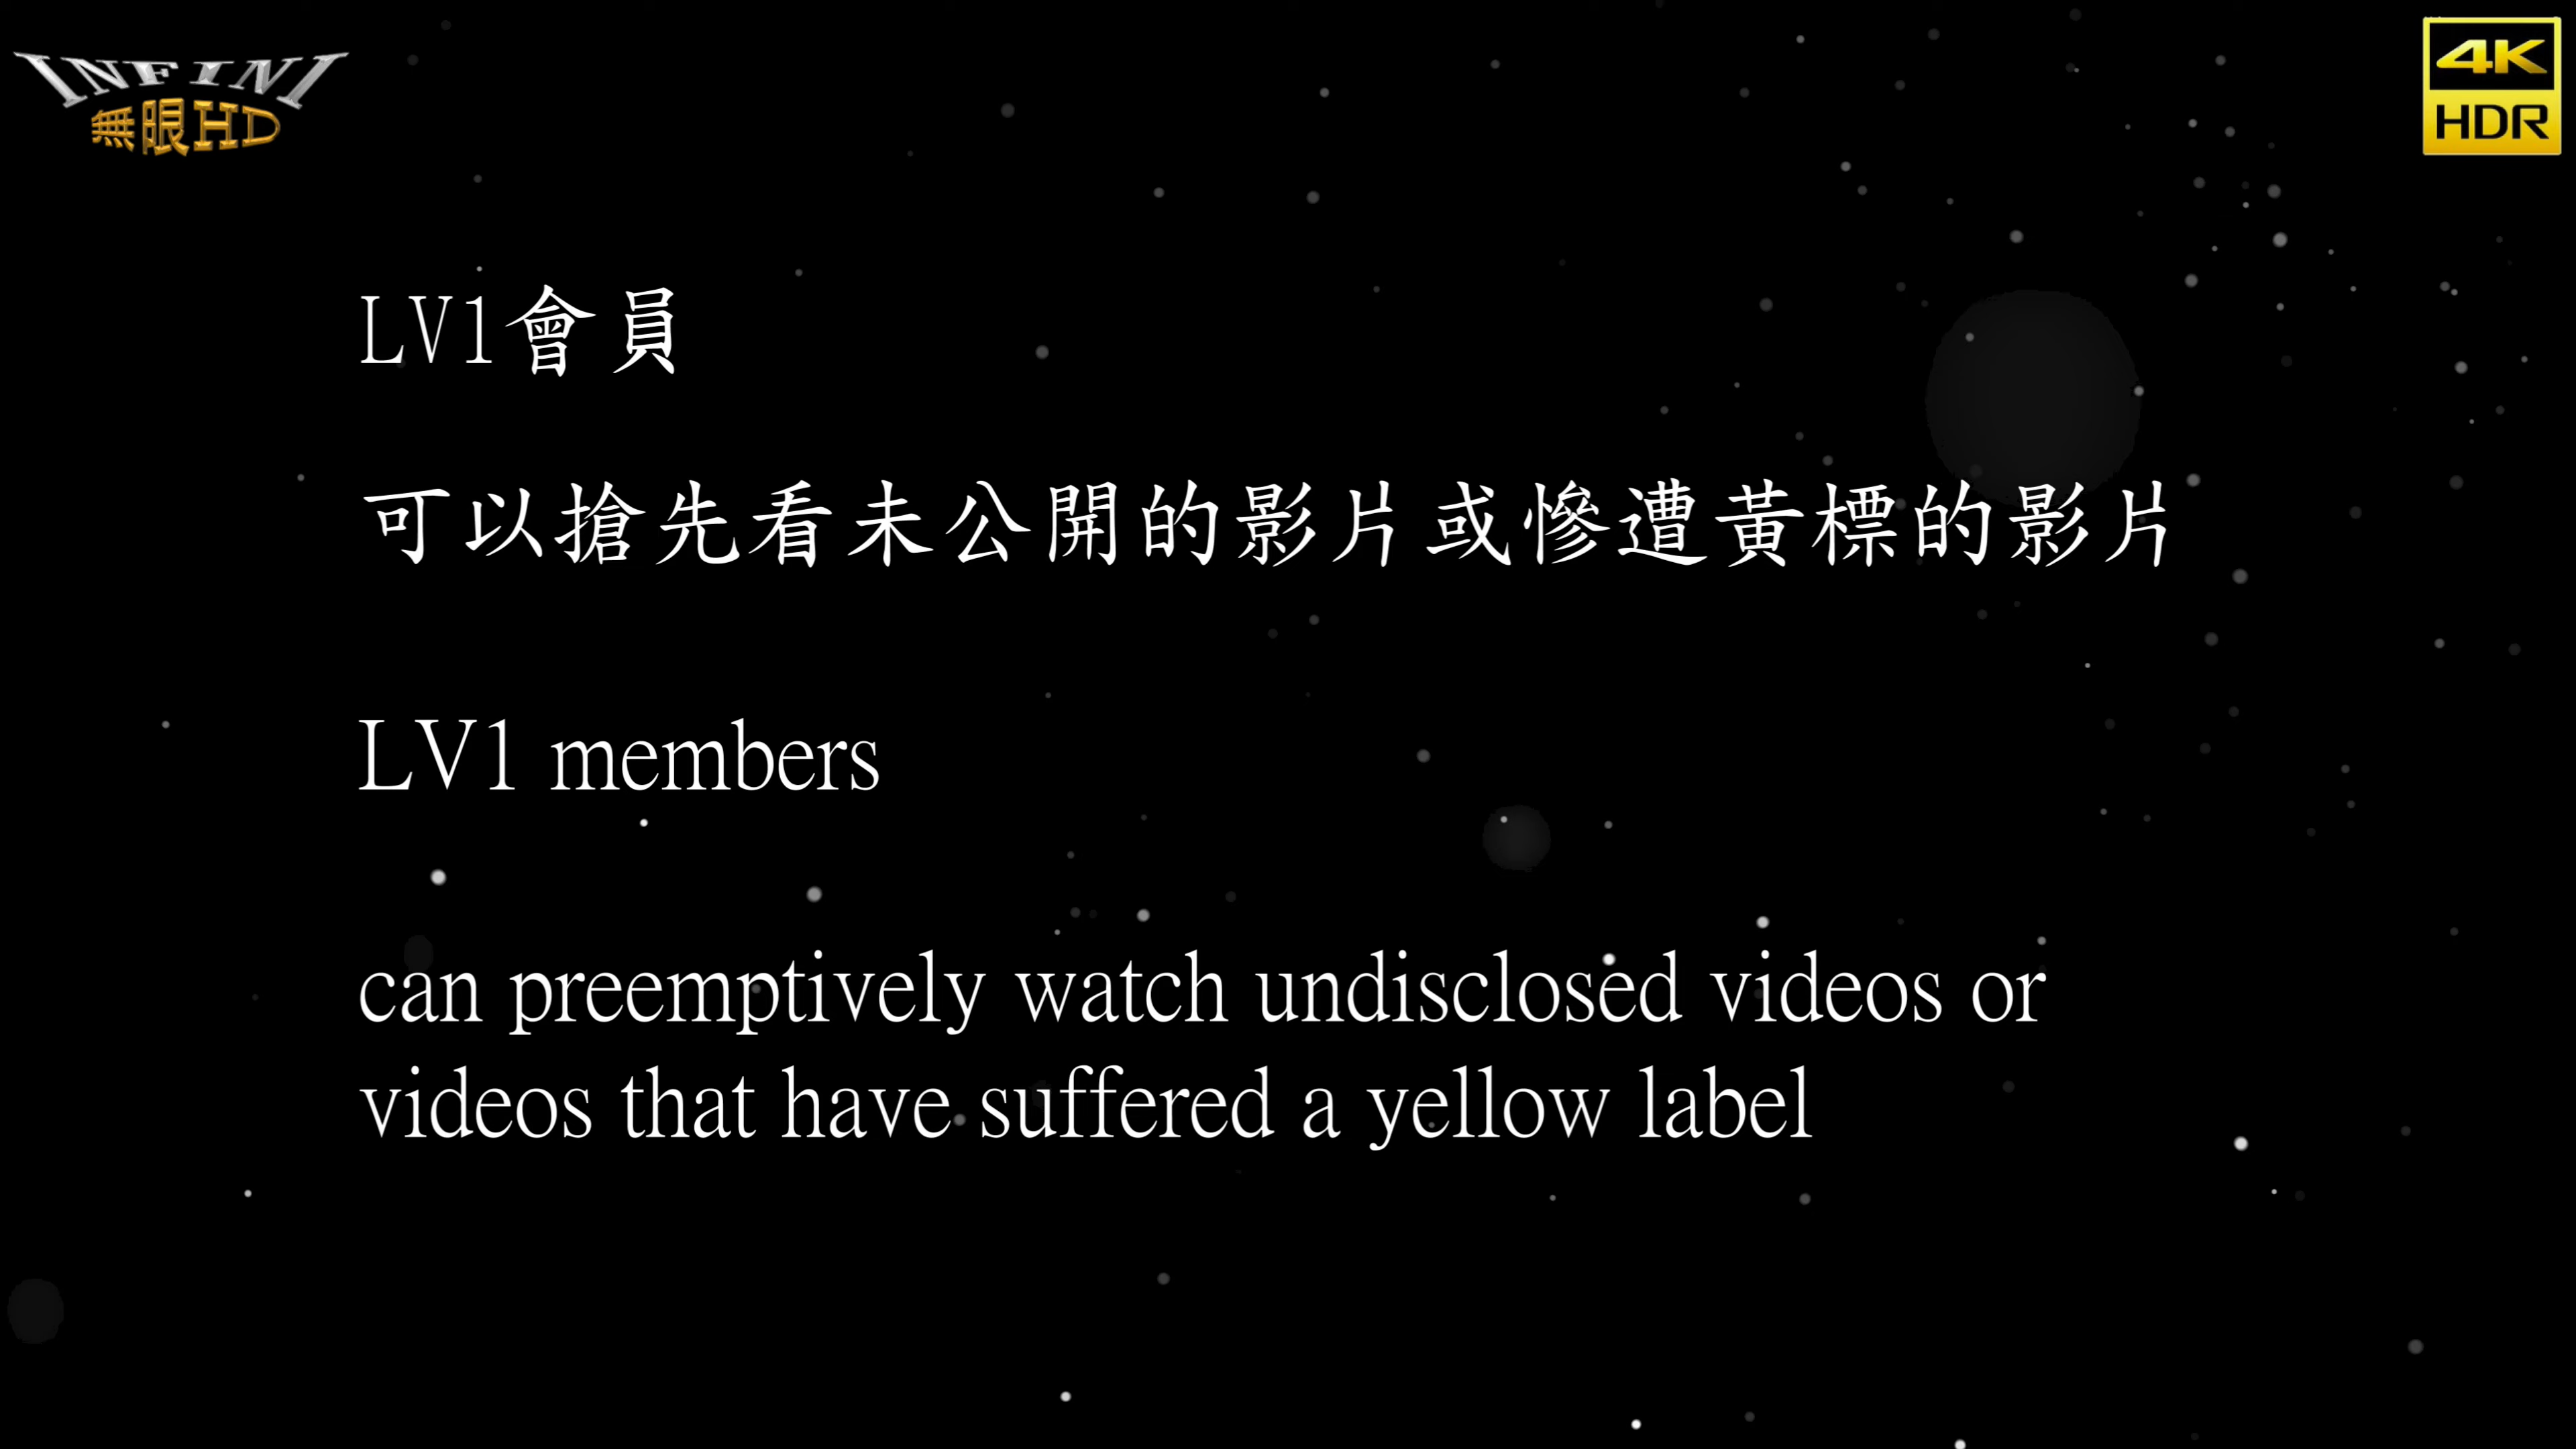 INFINI
無限HD
4K
HDR
LV1會員
可以搶先看未公開的影片或慘遭黃標的影片
LV1 members
can preemptively watch undisclosed videos or
videos that have suffered a yellow label